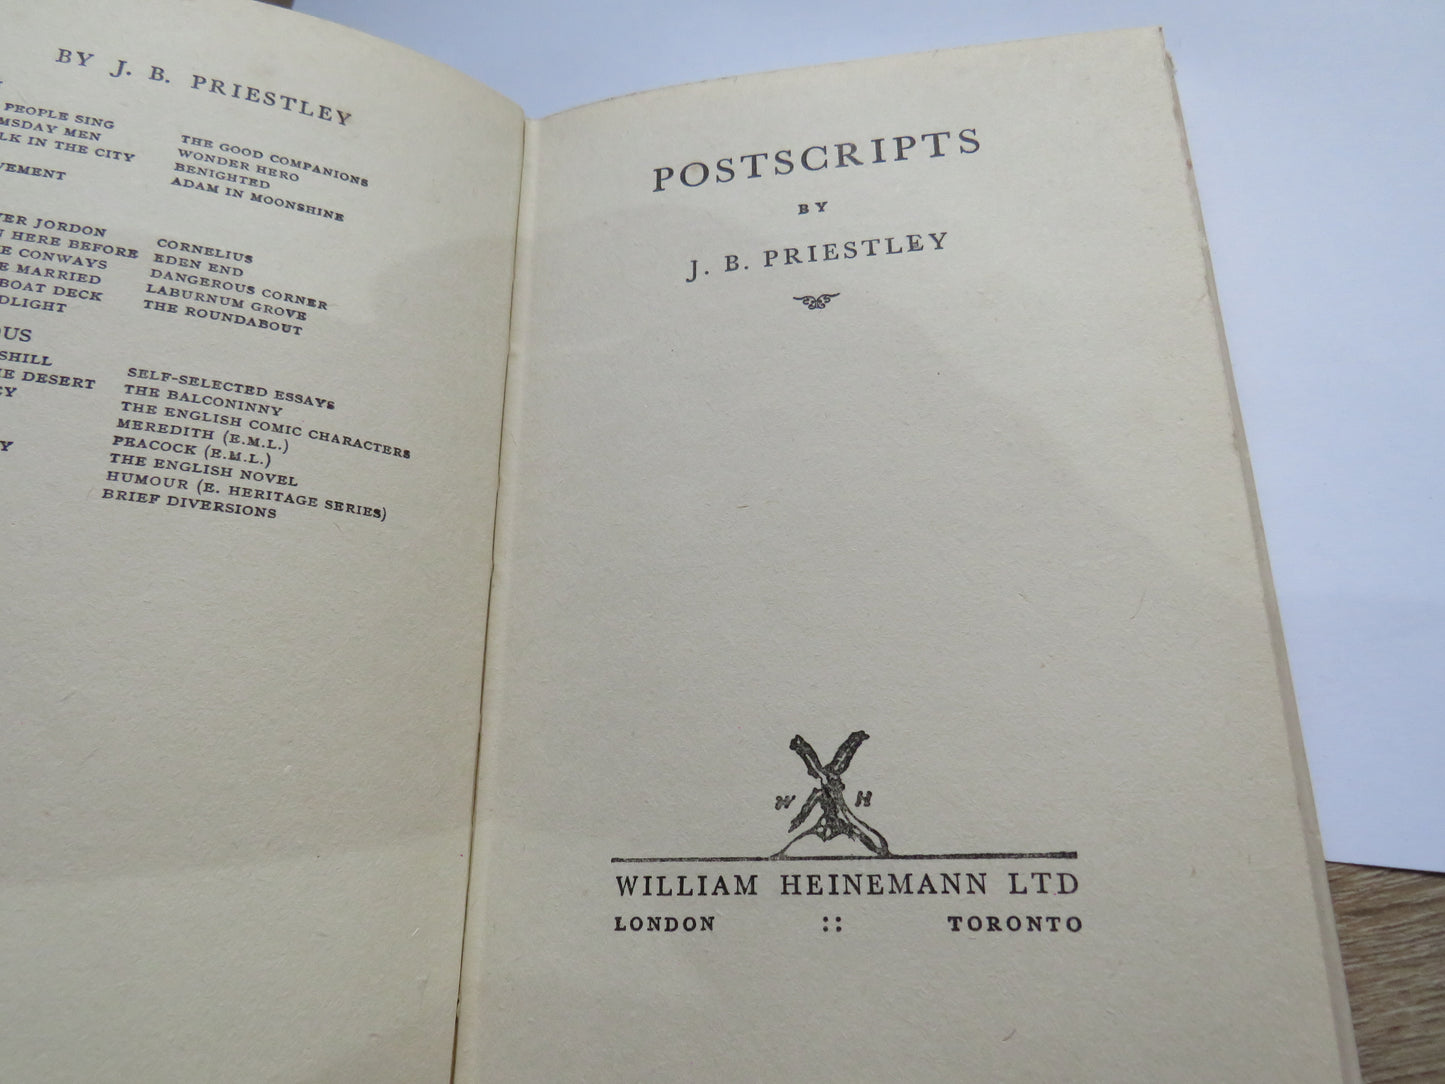 BY J. B. PRIESTLEY
PEOPLE SING
MSDAY MEN
LK IN THE CITY
VEMENT
THE GOOD COMPANIONS
WONDER HERO
BENIGHTED
ADAM IN MOONSHINE
VER JORDON
N HERE BEFORE
E CONWAYS
E MARRIED
BOAT DECK
DLIGHT
CORNELIUS
EDEN END
DANGEROUS CORNER
LABURNUM GROVE
THE ROUNDABOUT
OUS
SHILL
HE DESERT
EY
Y
SELF-SELECTED ESSAYS
THE BALCONINNY
THE ENGLISH COMIC CHARACTERS
MEREDITH (E.M.L.)
PEACOCK (E.M.L.)
THE ENGLISH NOVEL
HUMOUR (E. HERITAGE SERIES)
BRIEF DIVERSIONS
POSTSCRIPTS
BY
J. B. PRIESTLEY
W H
WILLIAM HEINEMANN LTD
LONDON :: TORONTO